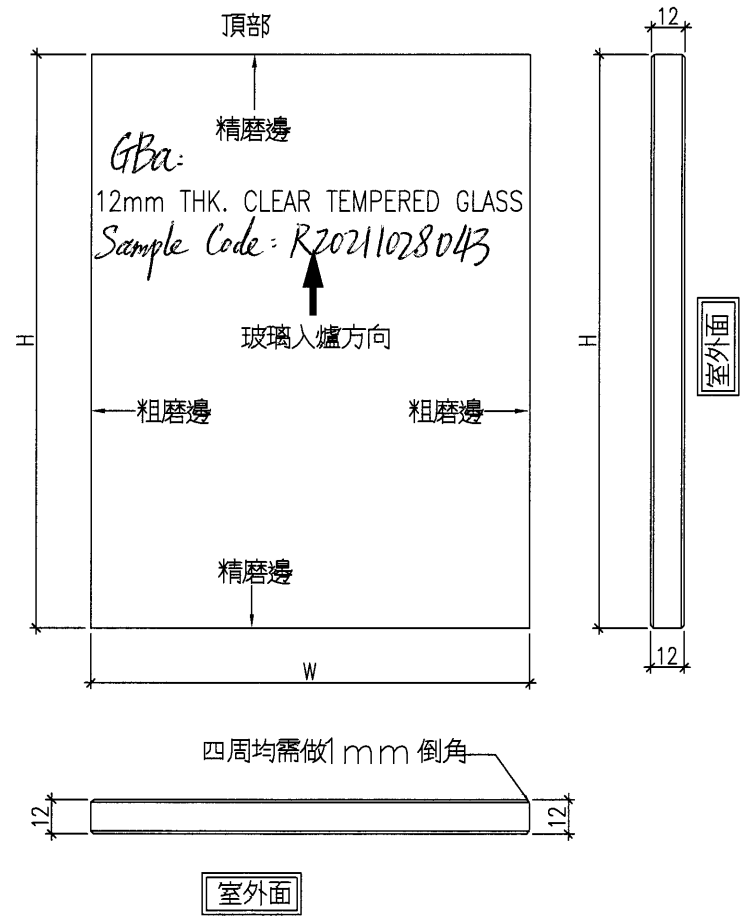 頂部
12
精磨邊
GBa:
12mm THK. CLEAR TEMPERED GLASS
Sample Code: R20211028043
玻璃入爐方向
H
H
室外面
粗磨邊
粗磨邊
精磨邊
12
W
四周均需做1mm倒角
12
12
室外面